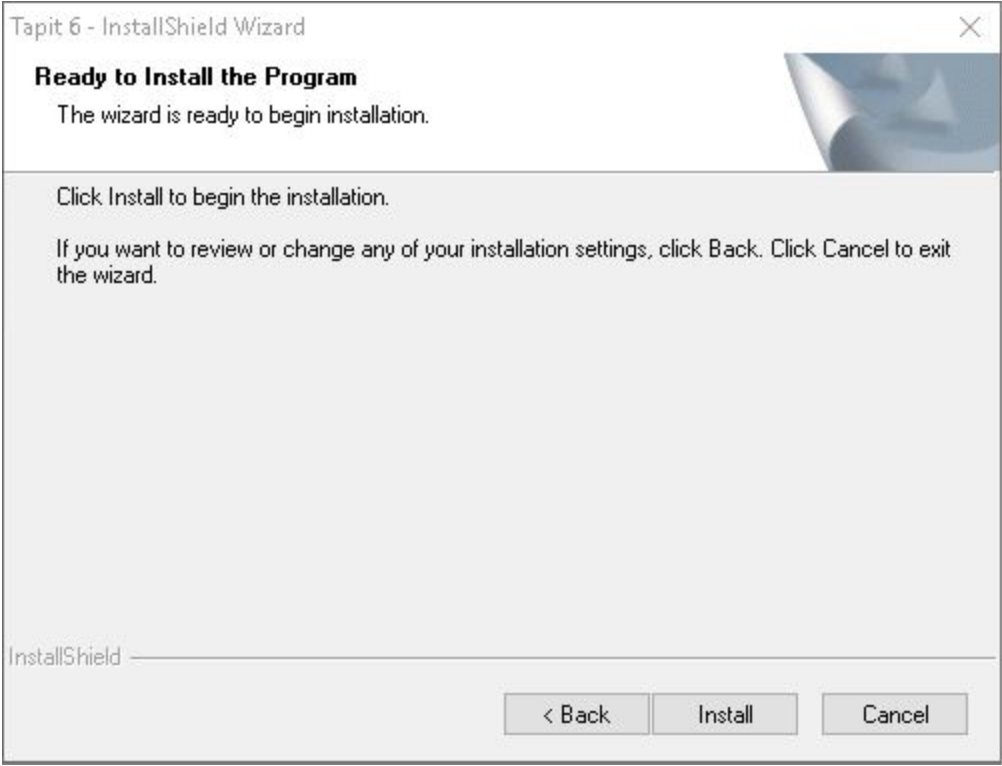 Tapit 6 - InstallShield Wizard
Ready to Install the Program
The wizard is ready to begin installation.
Click Install to begin the installation.
If you want to review or change any of your installation settings, click Back. Click Cancel to exit
the wizard.
InstallShield
< Back Install Cancel